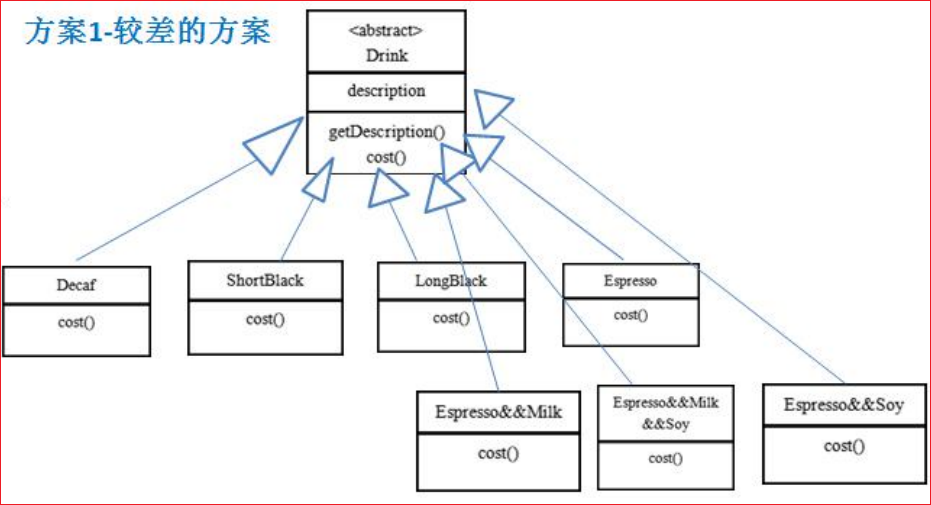 方案1-较差的方案
<abstract>
Drink
description
getDescription()
cost()
Decaf
cost()
ShortBlack
cost()
LongBlack
cost()
Espresso
cost()
Espresso&&Milk
cost()
Espresso&&Milk
&&Soy
cost()
Espresso&&Soy
cost()